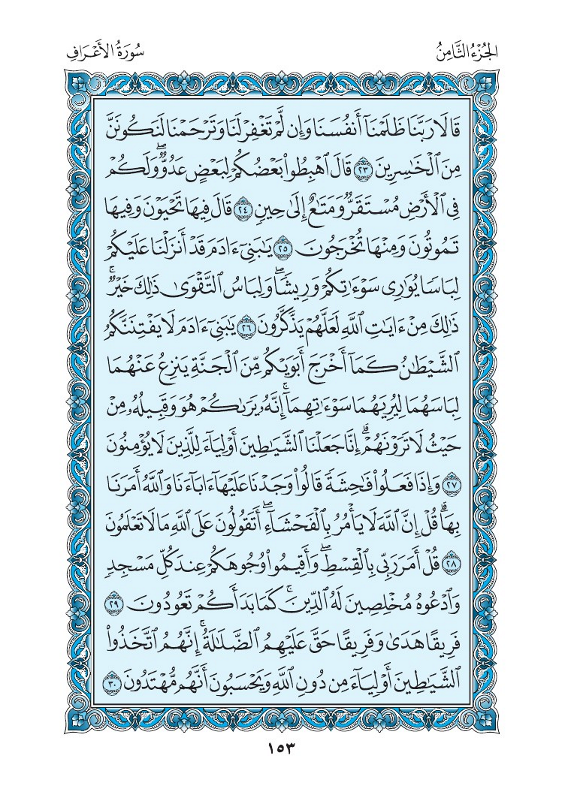 الجُزْءُ الثَّامِنُ
سُورَةُ الأَعْرَافِ
قَالَا رَبَّنَا ظَلَمْنَا أَنفُسَنَا وَإِن لَّمْ تَغْفِرْ لَنَا وَتَرْحَمْنَا لَنَكُونَنَّ
مِنَ ٱلْخَٰسِرِينَ ٢٣ قَالَ ٱهْبِطُوا۟ بَعْضُكُمْ لِبَعْضٍ عَدُوٌّ ۖ وَلَكُمْ
فِى ٱلْأَرْضِ مُسْتَقَرٌّ وَمَتَٰعٌ إِلَىٰ حِينٍ ٢٤ قَالَ فِيهَا تَحْيَوْنَ وَفِيهَا
تَمُوتُونَ وَمِنْهَا تُخْرَجُونَ ٢٥ يَٰبَنِىٓ ءَادَمَ قَدْ أَنزَلْنَا عَلَيْكُمْ
لِبَاسًا يُوَٰرِى سَوْءَٰتِكُمْ وَرِيشًا ۖ وَلِبَاسُ ٱلتَّقْوَىٰ ذَٰلِكَ خَيْرٌ ۚ
ذَٰلِكَ مِنْ ءَايَٰتِ ٱللَّهِ لَعَلَّهُمْ يَذَّكَّرُونَ ٢٦ يَٰبَنِىٓ ءَادَمَ لَا يَفْتِنَنَّكُمُ
ٱلشَّيْطَٰنُ كَمَآ أَخْرَجَ أَبَوَيْكُم مِّنَ ٱلْجَنَّةِ يَنزِعُ عَنْهُمَا
لِبَاسَهُمَا لِيُرِيَهُمَا سَوْءَٰتِهِمَآ ۗ إِنَّهُۥ يَرَىٰكُمْ هُوَ وَقَبِيلُهُۥ مِنْ
حَيْثُ لَا تَرَوْنَهُمْ ۗ إِنَّا جَعَلْنَا ٱلشَّيَٰطِينَ أَوْلِيَآءَ لِلَّذِينَ لَا يُؤْمِنُونَ
٢٧ وَإِذَا فَعَلُوا۟ فَٰحِشَةً قَالُوا۟ وَجَدْنَا عَلَيْهَآ ءَابَآءَنَا وَٱللَّهُ أَمَرَنَا
بِهَا ۗ قُلْ إِنَّ ٱللَّهَ لَا يَأْمُرُ بِٱلْفَحْشَآءِ ۖ أَتَقُولُونَ عَلَى ٱللَّهِ مَا لَا تَعْلَمُونَ
٢٨ قُلْ أَمَرَ رَبِّى بِٱلْقِسْطِ ۖ وَأَقِيمُوا۟ وُجُوهَكُمْ عِندَ كُلِّ مَسْجِدٍ
وَٱدْعُوهُ مُخْلِصِينَ لَهُ ٱلدِّينَ ۚ كَمَا بَدَأَكُمْ تَعُودُونَ ٢٩
فَرِيقًا هَدَىٰ وَفَرِيقًا حَقَّ عَلَيْهِمُ ٱلضَّلَٰلَةُ ۗ إِنَّهُمُ ٱتَّخَذُوا۟
ٱلشَّيَٰطِينَ أَوْلِيَآءَ مِن دُونِ ٱللَّهِ وَيَحْسَبُونَ أَنَّهُم مُّهْتَدُونَ ٣٠
١٥٣